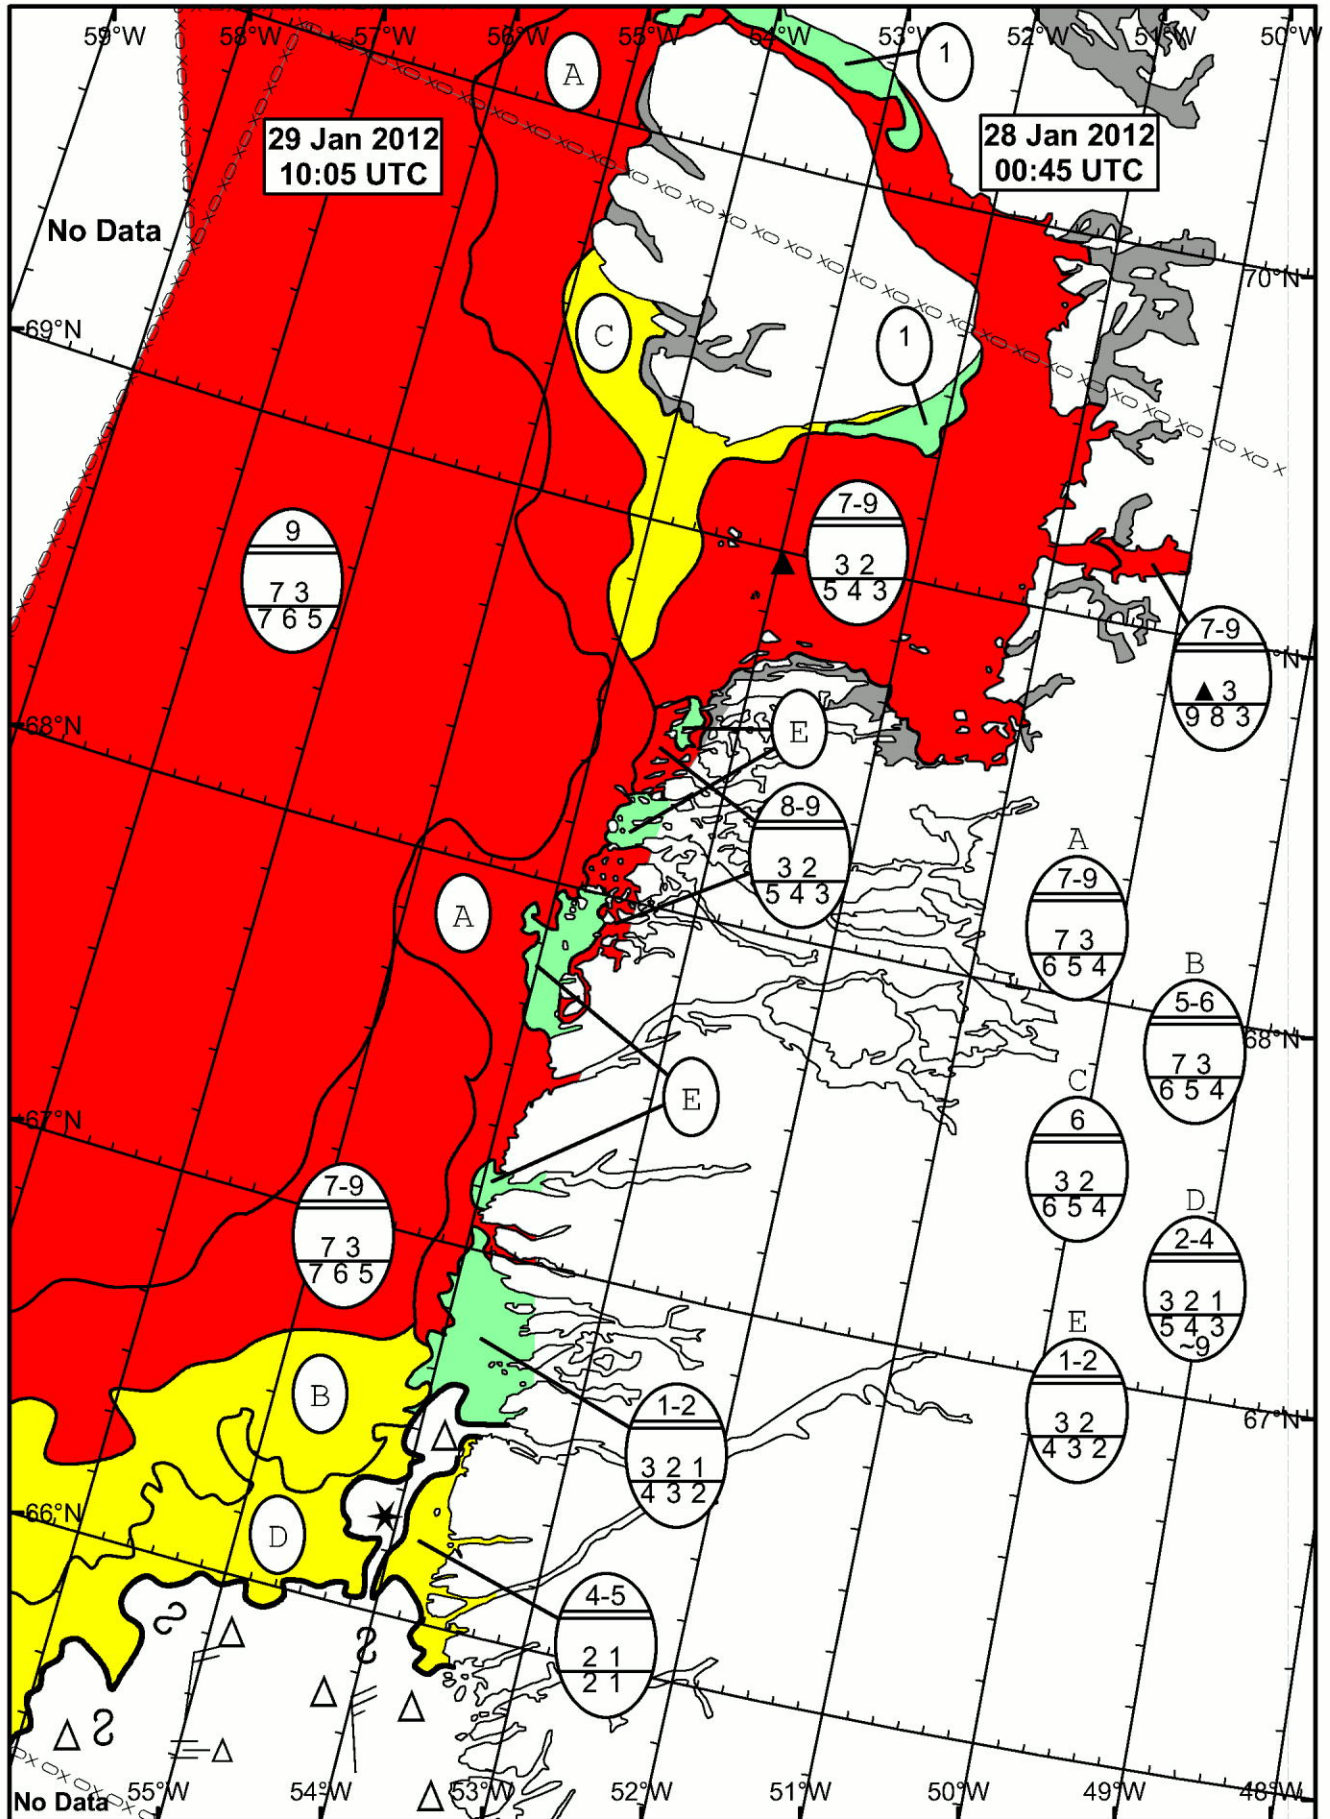 59°W 58°W 57°W 56°W 55°W 54°W 53°W 52°W 51°W 50°W
A
1
29 Jan 2012
10:05 UTC
28 Jan 2012
00:45 UTC
No Data
70°N
69°N
C
1
9
7 3
7 6 5
7-9
3 2
5 4 3
7-9
▲ 3
9 8 3
°N
68°N
E
8-9
3 2
5 4 3
A
A
7-9
7 3
6 5 4
B
5-6
7 3
6 5 4
68°N
E
C
6
3 2
6 5 4
67°N
7-9
7 3
7 6 5
D
2-4
3 2 1
5 4 3
~9
E
1-2
3 2
4 3 2
B
1-2
3 2 1
4 3 2
67°N
66°N
D
4-5
2 1
2 1
55°W 54°W 53°W 52°W 51°W 50°W 49°W 48°W
No Data